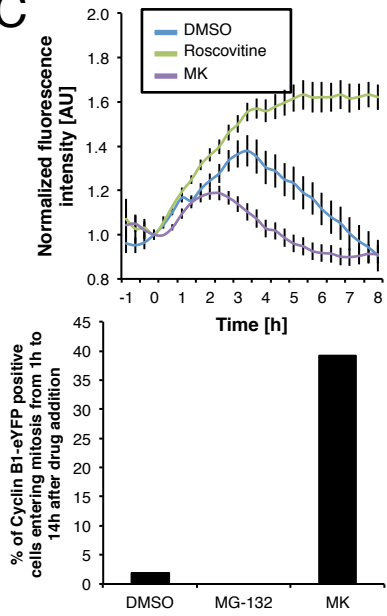 C
2.0
1.8
1.6
1.4
1.2
1.0
0.8
Normalized fluorescence
intensity [AU]
DMSO
Roscovitine
MK
-1 0 1 2 3 4 5 6 7 8
Time [h]
45
40
35
30
25
20
15
10
5
0
% of Cyclin B1-eYFP positive
cells entering mitosis from 1h to
14h after drug addition
DMSO MG-132 MK